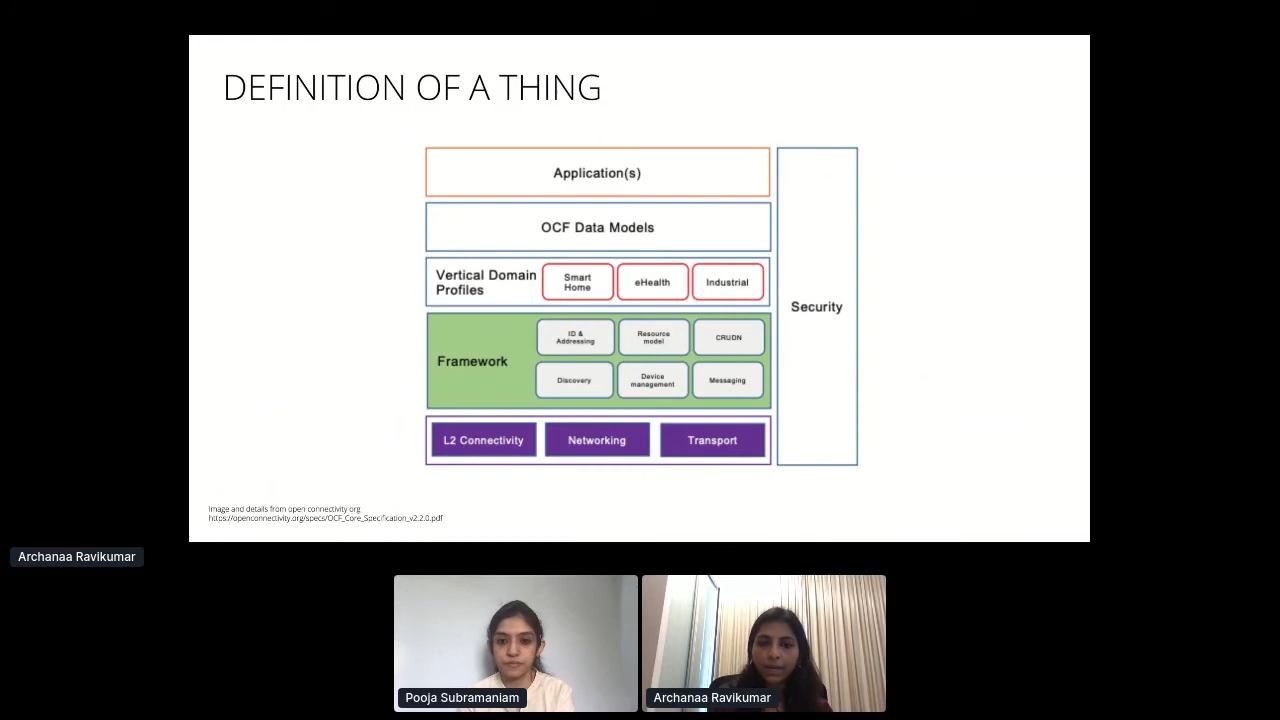 DEFINITION OF A THING
Application(s)
OCF Data Models
Vertical Domain
Profiles
Smart
Home
eHealth
Industrial
Security
Framework
ID &
Addressing
Resource
model
CRUDN
Discovery
Device
management
Messaging
L2 Connectivity
Networking
Transport
Image and details from open connectivity org
https://openconnectivity.org/specs/OCF_Core_Specification_v2.2.0.pdf
Archanaa Ravikumar
Pooja Subramaniam
Archanaa Ravikumar